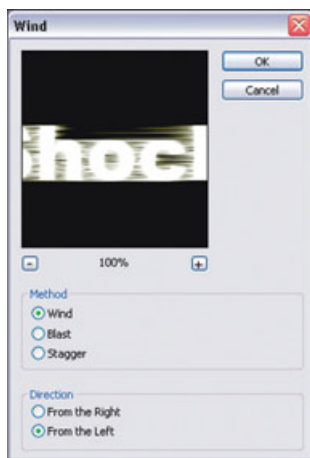 Wind
OK
Cancel
hoc
100%
Method
Wind
Blast
Stagger
Direction
From the Right
From the Left